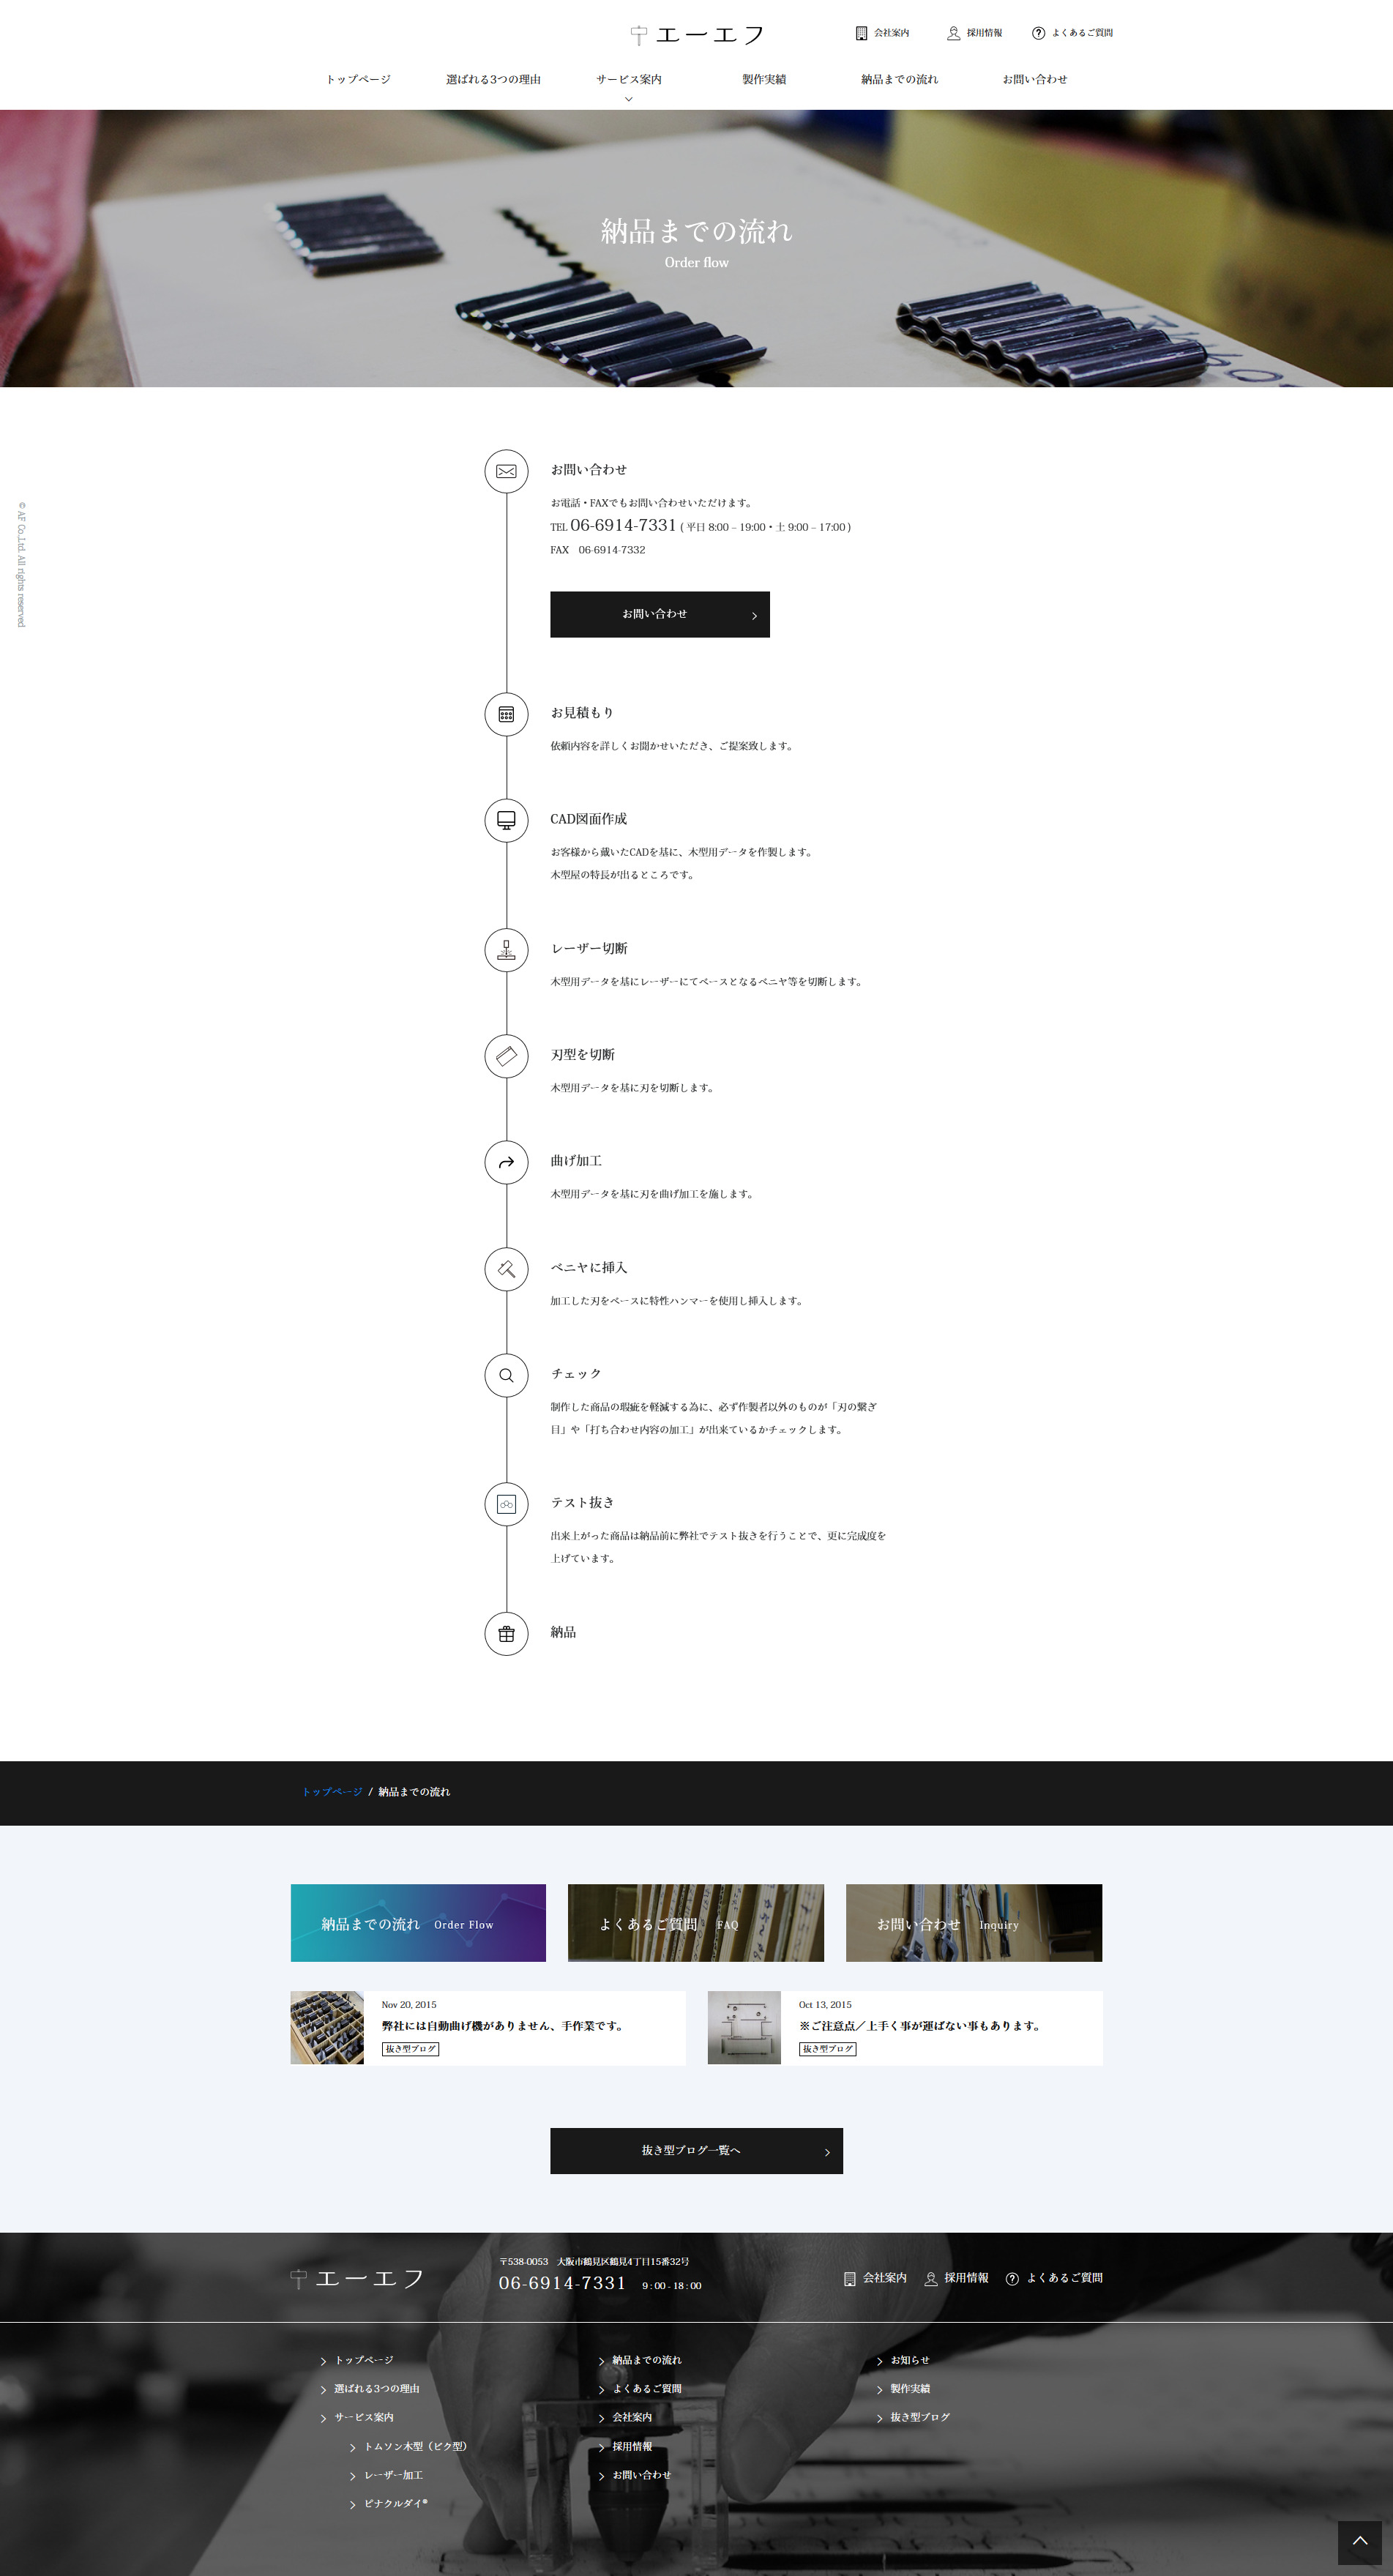 エーエフ
会社案内
採用情報
よくあるご質問
トップページ
選ばれる3つの理由
サービス案内
製作実績
納品までの流れ
お問い合わせ
納品までの流れ
Order flow
© AF Co.,Ltd. All rights reserved
お問い合わせ
お電話・FAXでもお問い合わせいただけます。
TEL 06-6914-7331 ( 平日 8:00 – 19:00・土 9:00 – 17:00 )
FAX　06-6914-7332
お問い合わせ
お見積もり
依頼内容を詳しくお聞かせいただき、ご提案致します。
CAD図面作成
お客様から戴いたCADを基に、木型用データを作製します。
木型屋の特長が出るところです。
レーザー切断
木型用データを基にレーザーにてベースとなるベニヤ等を切断します。
刃型を切断
木型用データを基に刃を切断します。
曲げ加工
木型用データを基に刃を曲げ加工を施します。
ベニヤに挿入
加工した刃をベースに特性ハンマーを使用し挿入します。
チェック
制作した商品の瑕疵を軽減する為に、必ず作製者以外のものが「刃の繋ぎ
目」や「打ち合わせ内容の加工」が出来ているかチェックします。
テスト抜き
出来上がった商品は納品前に弊社でテスト抜きを行うことで、更に完成度を
上げています。
納品
トップページ / 納品までの流れ
納品までの流れ Order Flow
よくあるご質問 FAQ
お問い合わせ Inquiry
Nov 20, 2015
弊社には自動曲げ機がありません、手作業です。
抜き型ブログ
Oct 13, 2015
※ご注意点／上手く事が運ばない事もあります。
抜き型ブログ
抜き型ブログ一覧へ
エーエフ
〒538-0053　大阪市鶴見区鶴見4丁目15番32号
06-6914-7331 9 : 00 - 18 : 00
会社案内
採用情報
よくあるご質問
トップページ
選ばれる3つの理由
サービス案内
トムソン木型（ビク型）
レーザー加工
ピナクルダイ®
納品までの流れ
よくあるご質問
会社案内
採用情報
お問い合わせ
お知らせ
製作実績
抜き型ブログ